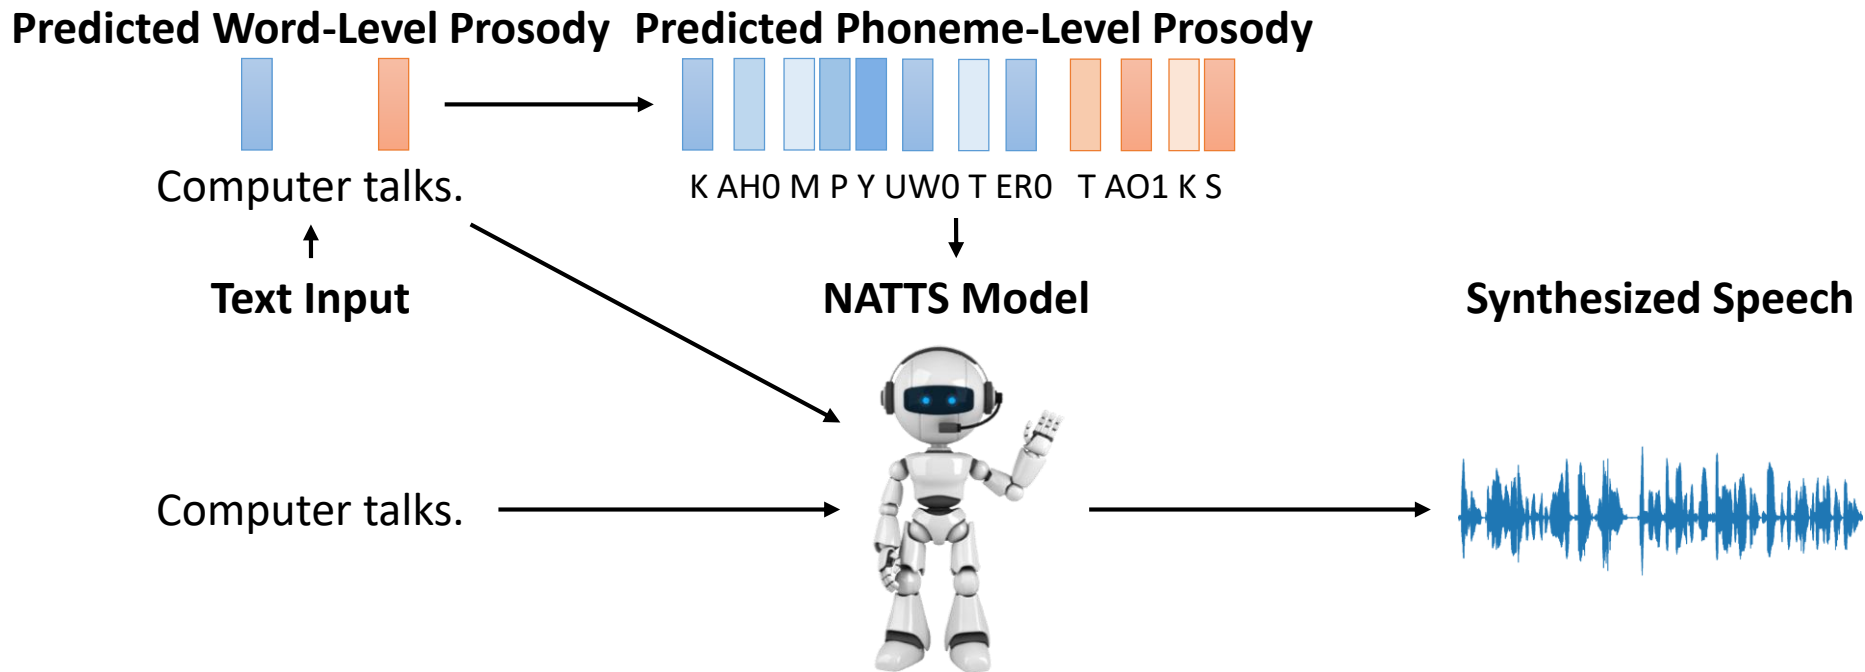 Predicted Word-Level Prosody Predicted Phoneme-Level Prosody
Computer talks. K AH0 M P Y UW0 T ER0 T AO1 K S
Text Input NATTS Model Synthesized Speech
Computer talks.